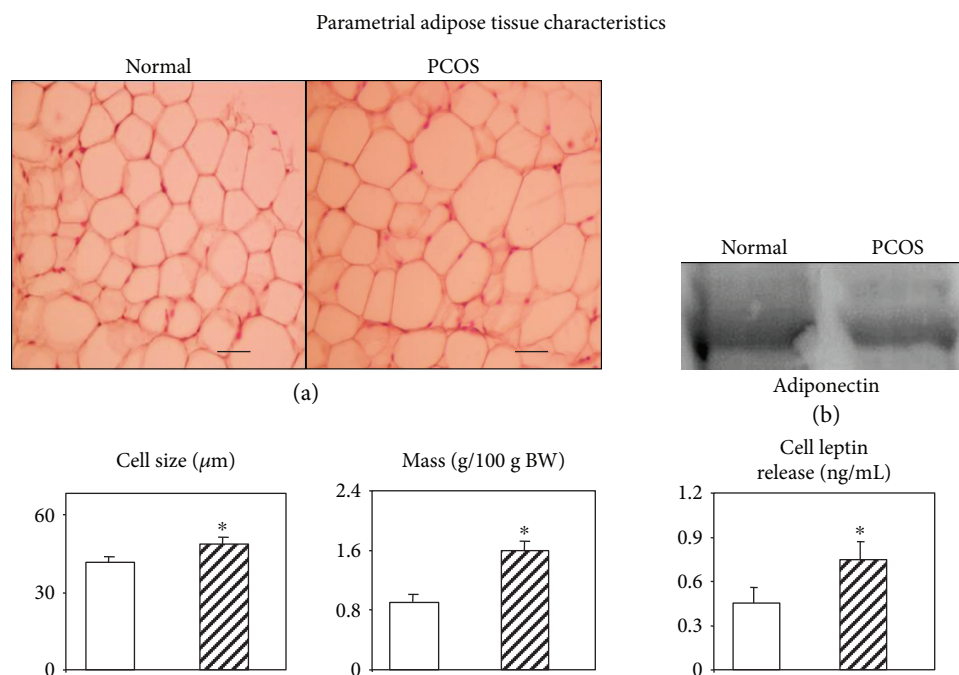 Parametrial adipose tissue characteristics
Normal
PCOS
(a)
Normal
PCOS
Adiponectin
(b)
Cell size (μm)
60
30
0
*
Mass (g/100 g BW)
2.4
1.6
0.8
0
*
Cell leptin
release (ng/mL)
1.2
0.9
0.6
0.3
0
*